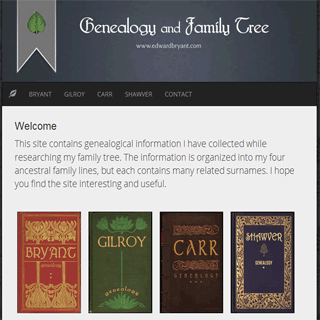 Genealogy and Family Tree
www.edwardbryant.com
BRYANT GILROY CARR SHAWVER CONTACT
Welcome
This site contains genealogical information I have collected while
researching my family tree. The information is organized into my four
ancestral family lines, but each contains many related surnames. I hope
you find the site interesting and useful.
BRYANT
genealogy
GILROY
genealogy
CARR
GENEALOGY
SHAWVER
GENEALOGY